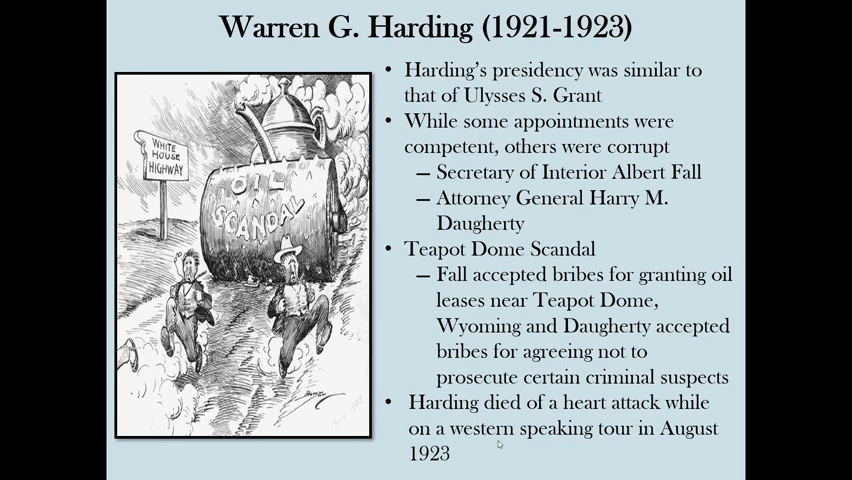 Warren G. Harding (1921-1923)
WHITE
HOUSE
HIGHWAY
OIL
SCANDAL
• Harding's presidency was similar to
that of Ulysses S. Grant
• While some appointments were
competent, others were corrupt
– Secretary of Interior Albert Fall
– Attorney General Harry M.
Daugherty
• Teapot Dome Scandal
– Fall accepted bribes for granting oil
leases near Teapot Dome,
Wyoming and Daugherty accepted
bribes for agreeing not to
prosecute certain criminal suspects
• Harding died of a heart attack while
on a western speaking tour in August
1923